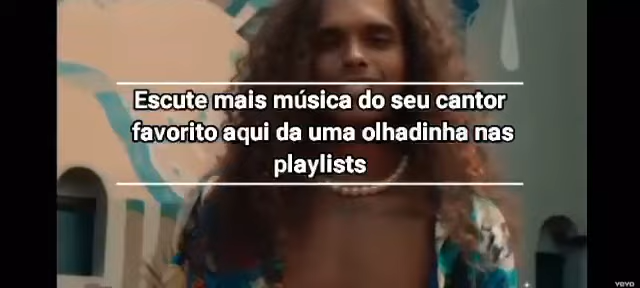 Escute mais música do seu cantor
favorito aqui da uma olhadinha nas
playlists
vevo